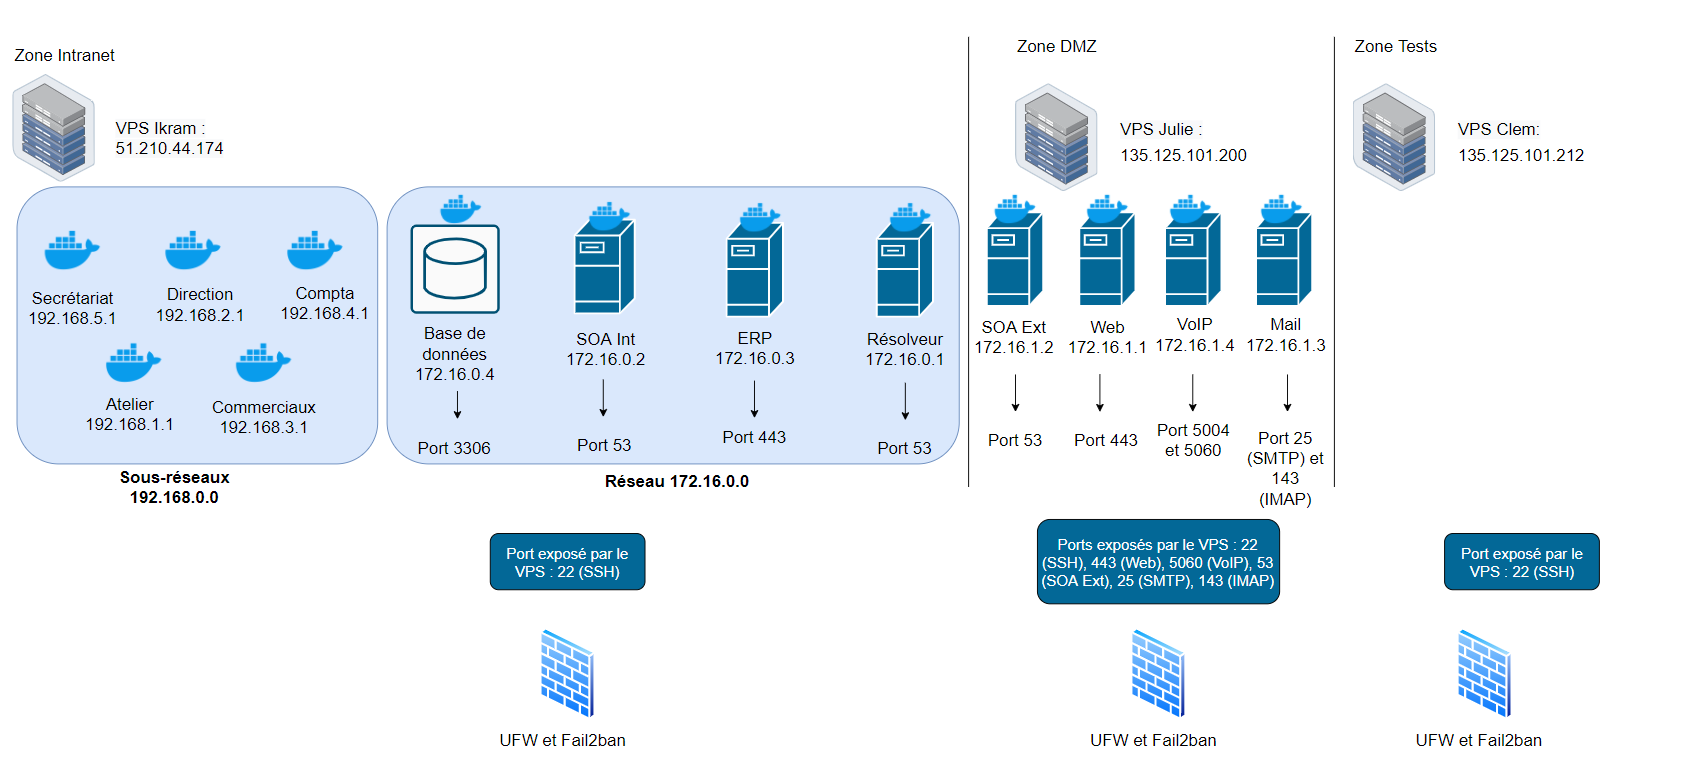 Zone Intranet
VPS Ikram :
51.210.44.174
Secrétariat
192.168.5.1
Direction
192.168.2.1
Compta
192.168.4.1
Atelier
192.168.1.1
Commerciaux
192.168.3.1
Sous-réseaux
192.168.0.0
Base de
données
172.16.0.4
Port 3306
SOA Int
172.16.0.2
Port 53
ERP
172.16.0.3
Port 443
Résolveur
172.16.0.1
Port 53
Réseau 172.16.0.0
Port exposé par le
VPS : 22 (SSH)
UFW et Fail2ban
Zone DMZ
VPS Julie :
135.125.101.200
SOA Ext
172.16.1.2
Port 53
Web
172.16.1.1
Port 443
VoIP
172.16.1.4
Port 5004
et 5060
Mail
172.16.1.3
Port 25
(SMTP) et
143
(IMAP)
Ports exposés par le VPS : 22
(SSH), 443 (Web), 5060 (VoIP), 53
(SOA Ext), 25 (SMTP), 143 (IMAP)
UFW et Fail2ban
Zone Tests
VPS Clem:
135.125.101.212
Port exposé par le
VPS : 22 (SSH)
UFW et Fail2ban